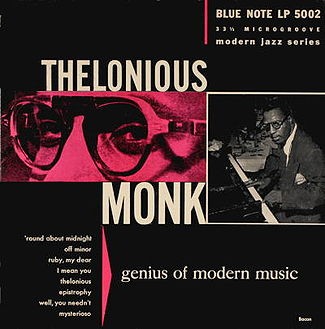 BLUE NOTE LP 5002
33⅓ MICROGROOVE
modern jazz series
THELONIOUS
MONK
'round about midnight
off minor
ruby, my dear
I mean you
thelonious
epistrophy
well, you needn't
mysterioso
genius of modern music
Bacon